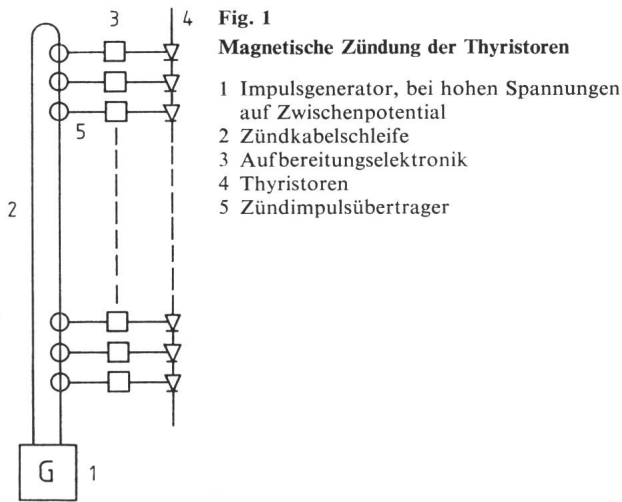 3
4
Fig. 1
Magnetische Zündung der Thyristoren
1 Impulsgenerator, bei hohen Spannungen
auf Zwischenpotential
2 Zündkabelschleife
3 Aufbereitungselektronik
4 Thyristoren
5 Zündimpulsübertrager
5
2
G
1